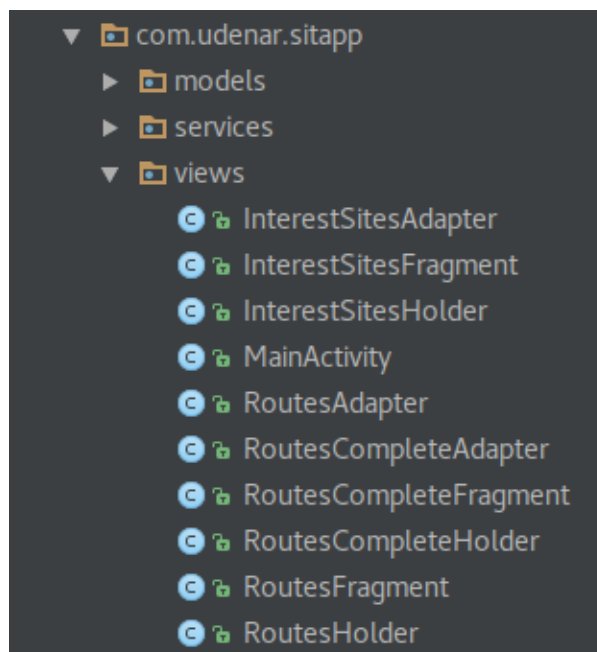 com.udenar.sitapp
models
services
views
InterestSitesAdapter
InterestSitesFragment
InterestSitesHolder
MainActivity
RoutesAdapter
RoutesCompleteAdapter
RoutesCompleteFragment
RoutesCompleteHolder
RoutesFragment
RoutesHolder